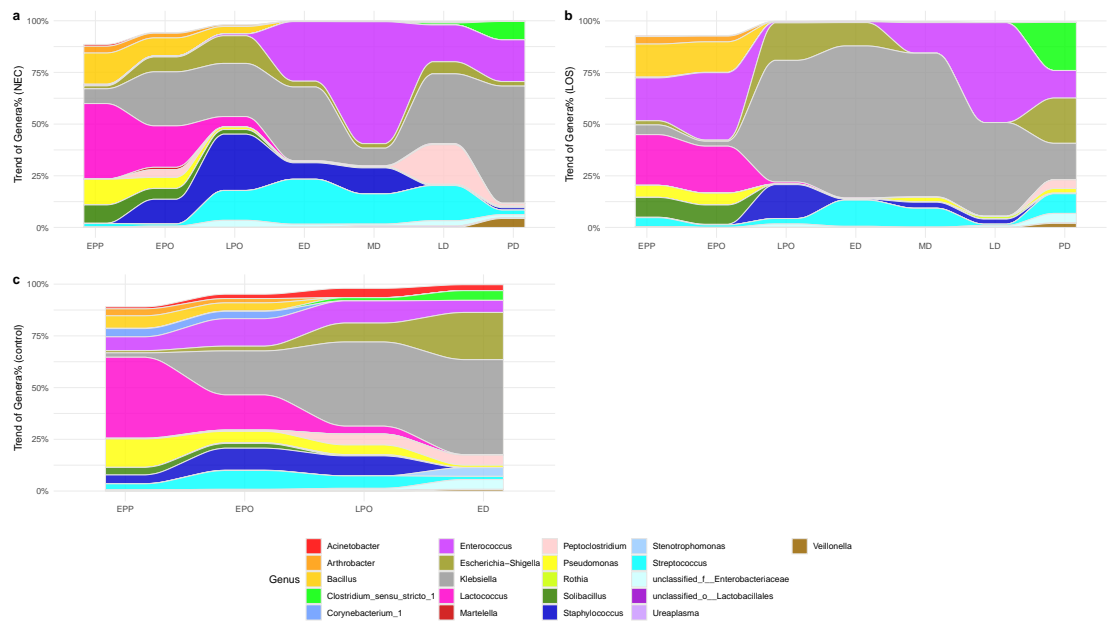 a
b
100%
75%
50%
25%
0%
Trend of Genera% (NEC)
EPP EPO LPO ED MD LD PD
100%
75%
50%
25%
0%
Trend of Genera% (LOS)
EPP EPO LPO ED MD LD PD
c
100%
75%
50%
25%
0%
Trend of Genera% (control)
EPP EPO LPO ED
Genus
Acinetobacter
Arthrobacter
Bacillus
Clostridium_sensu_stricto_1
Corynebacterium_1
Enterococcus
Escherichia−Shigella
Klebsiella
Lactococcus
Martelella
Peptoclostridium
Pseudomonas
Rothia
Solibacillus
Staphylococcus
Stenotrophomonas
Streptococcus
unclassified_f__Enterobacteriaceae
unclassified_o__Lactobacillales
Ureaplasma
Veillonella